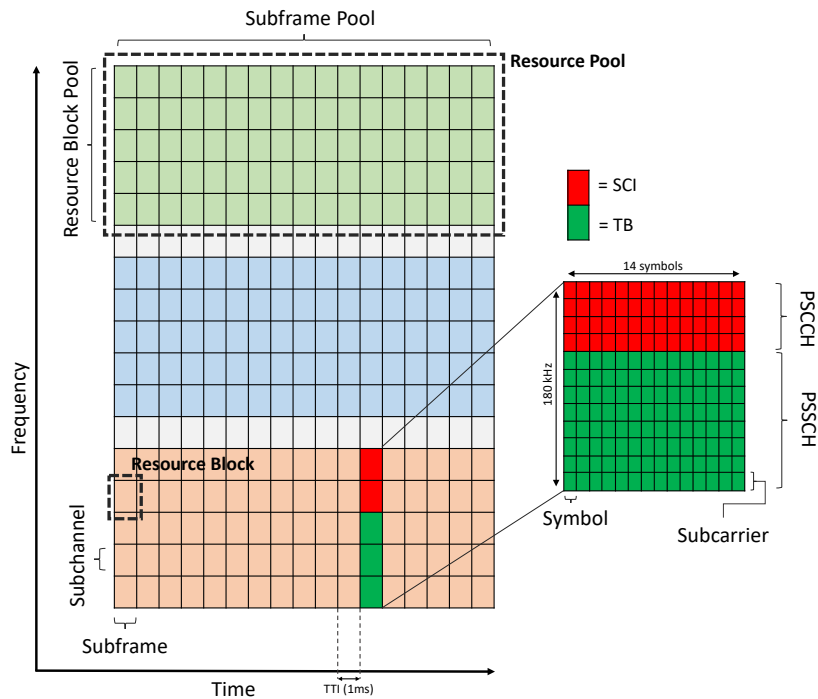 Subframe Pool
Resource Pool
Resource Block Pool
= SCI
= TB
14 symbols
PSCCH
180 kHz
PSSCH
Frequency
Resource Block
Symbol
Subcarrier
Subchannel
Subframe
Time
TTI (1ms)